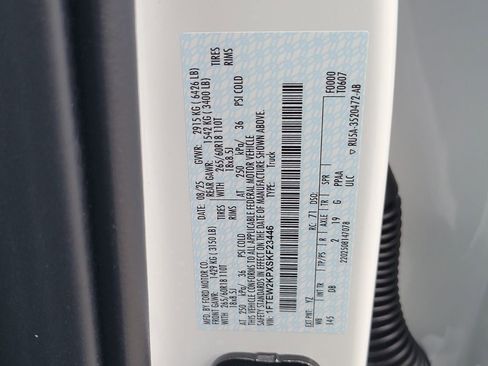 MFD. BY FORD MOTOR CO.
DATE: 08/25 GVWR: 2915 KG ( 6426 LB)
FRONT GAWR: 1429 KG (3150 LB) REAR GAWR: 1542 KG ( 3400 LB)
265/60R18 110T TIRES 265/60R18 110T TIRES
18x8.5J RIMS 18x8.5J RIMS
AT 250 kPa/ 36 PSI COLD AT 250 kPa/ 36 PSI COLD
THIS VEHICLE CONFORMS TO ALL APPLICABLE FEDERAL MOTOR VEHICLE
SAFETY STANDARDS IN EFFECT ON THE DATE OF MANUFACTURE SHOWN ABOVE.
VIN: 1FTEW2KPXSKF23446 TYPE: Truck
F0000
T0607
EXT PNT: YZ RC: 71 DSO:
WB INT TR TP/PS R AXLE TR SPR
145 DB 2 19 G PPAA
ULC
2202508147078
▽ RU5A-3520472-AB